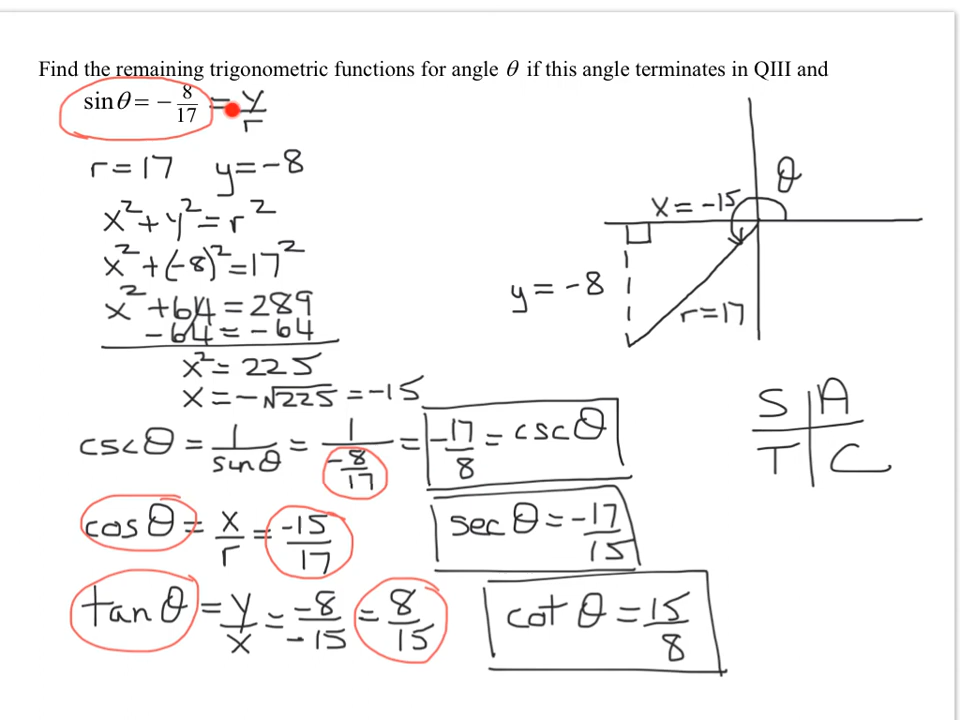 Find the remaining trigonometric functions for angle θ if this angle terminates in QIII and
sin θ = − 8/17 = y/r
r = 17 y = -8
x² + y² = r²
x² + (-8)² = 17²
x² + 64 = 289
- 64 = - 64
x² = 225
x = -√225 = -15
csc θ = 1/sin θ = 1/(-8/17) = -17/8 = csc θ
cos θ = x/r = -15/17
sec θ = -17/15
tan θ = y/x = -8/-15 = 8/15
cot θ = 15/8
θ
x = -15
y = -8
r = 17
S A
T C